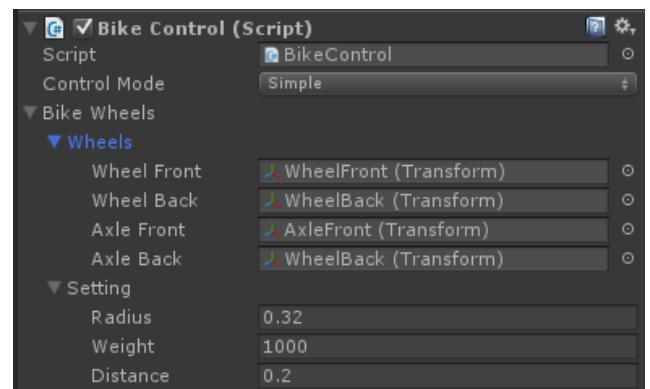 Bike Control (Script)
Script BikeControl
Control Mode Simple
Bike Wheels
Wheels
Wheel Front WheelFront (Transform)
Wheel Back WheelBack (Transform)
Axle Front AxleFront (Transform)
Axle Back WheelBack (Transform)
Setting
Radius 0.32
Weight 1000
Distance 0.2